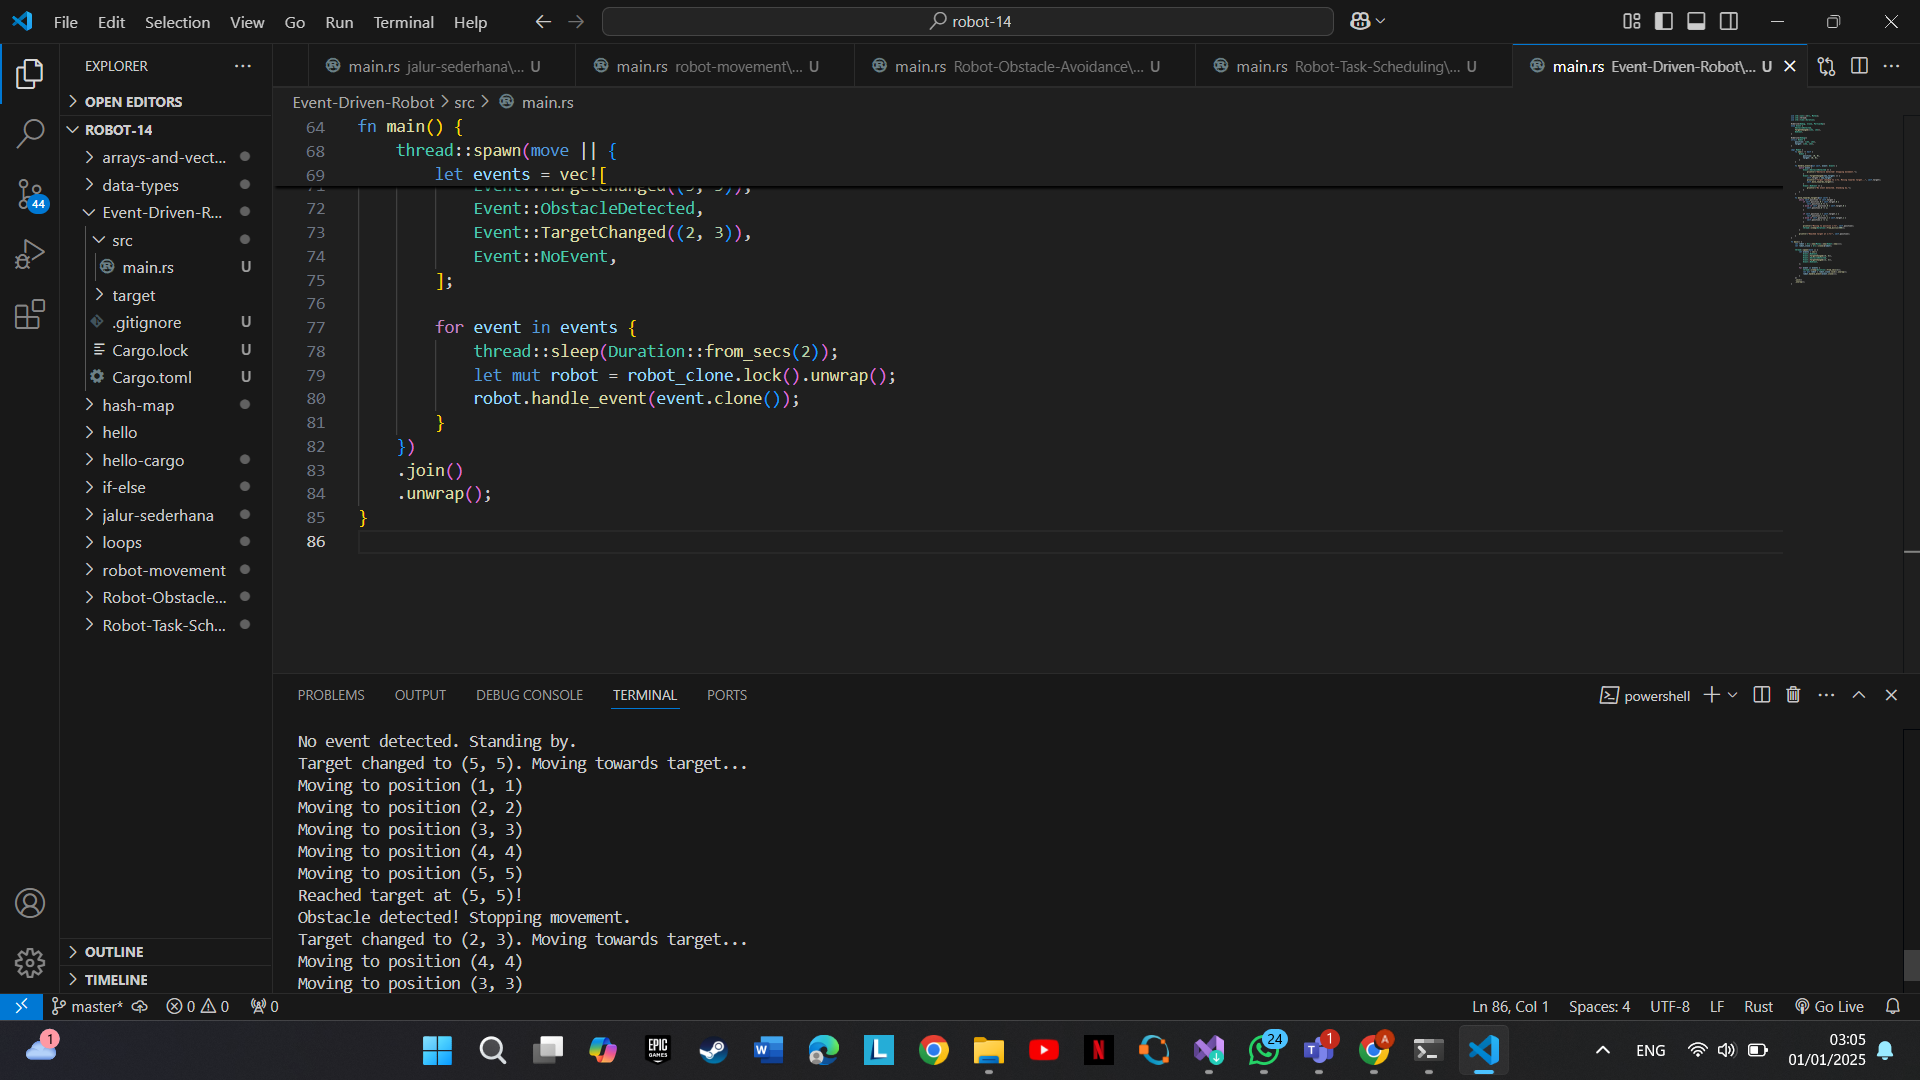 File Edit Selection View Go Run Terminal Help
robot-14
EXPLORER
OPEN EDITORS
ROBOT-14
arrays-and-vect...
data-types
Event-Driven-R...
src
main.rs U
target
.gitignore U
Cargo.lock U
Cargo.toml U
hash-map
hello
hello-cargo
if-else
jalur-sederhana
loops
robot-movement
Robot-Obstacle...
Robot-Task-Sch...
OUTLINE
TIMELINE
44
main.rs jalur-sederhana\... U
main.rs robot-movement\... U
main.rs Robot-Obstacle-Avoidance\... U
main.rs Robot-Task-Scheduling\... U
main.rs Event-Driven-Robot\... U
Event-Driven-Robot > src > main.rs
64 fn main() {
68 thread::spawn(move || {
69 let events = vec![
71 Event::TargetChanged((5, 5)),
72 Event::ObstacleDetected,
73 Event::TargetChanged((2, 3)),
74 Event::NoEvent,
75 ];
76
77 for event in events {
78 thread::sleep(Duration::from_secs(2));
79 let mut robot = robot_clone.lock().unwrap();
80 robot.handle_event(event.clone());
81 }
82 })
83 .join()
84 .unwrap();
85 }
86
PROBLEMS OUTPUT DEBUG CONSOLE TERMINAL PORTS
powershell
No event detected. Standing by.
Target changed to (5, 5). Moving towards target...
Moving to position (1, 1)
Moving to position (2, 2)
Moving to position (3, 3)
Moving to position (4, 4)
Moving to position (5, 5)
Reached target at (5, 5)!
Obstacle detected! Stopping movement.
Target changed to (2, 3). Moving towards target...
Moving to position (4, 4)
Moving to position (3, 3)
master* 0 0 0
Ln 86, Col 1 Spaces: 4 UTF-8 LF Rust Go Live
1
EPIC GAMES
W
L
N
24
T
1
A
ENG
03:05
01/01/2025